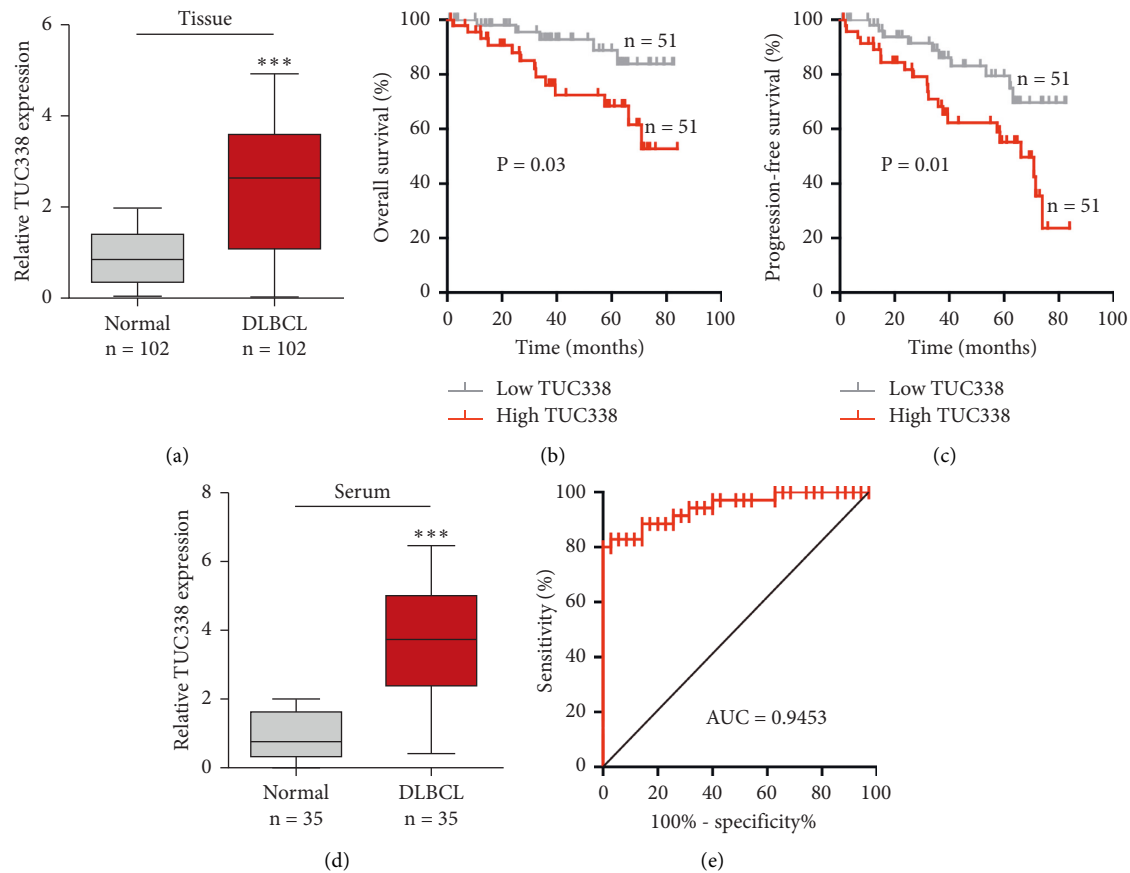 Tissue
Relative TUC338 expression
6
4
2
0
***
Normal
n = 102
DLBCL
n = 102
(a)
Overall survival (%)
100
80
60
40
20
0
n = 51
n = 51
P = 0.03
0 20 40 60 80 100
Time (months)
Low TUC338
High TUC338
(b)
Progression-free survival (%)
100
80
60
40
20
0
n = 51
n = 51
P = 0.01
0 20 40 60 80 100
Time (months)
Low TUC338
High TUC338
(c)
Serum
Relative TUC338 expression
8
6
4
2
0
***
Normal
n = 35
DLBCL
n = 35
(d)
Sensitivity (%)
100
80
60
40
20
0
AUC = 0.9453
0 20 40 60 80 100
100% - specificity%
(e)